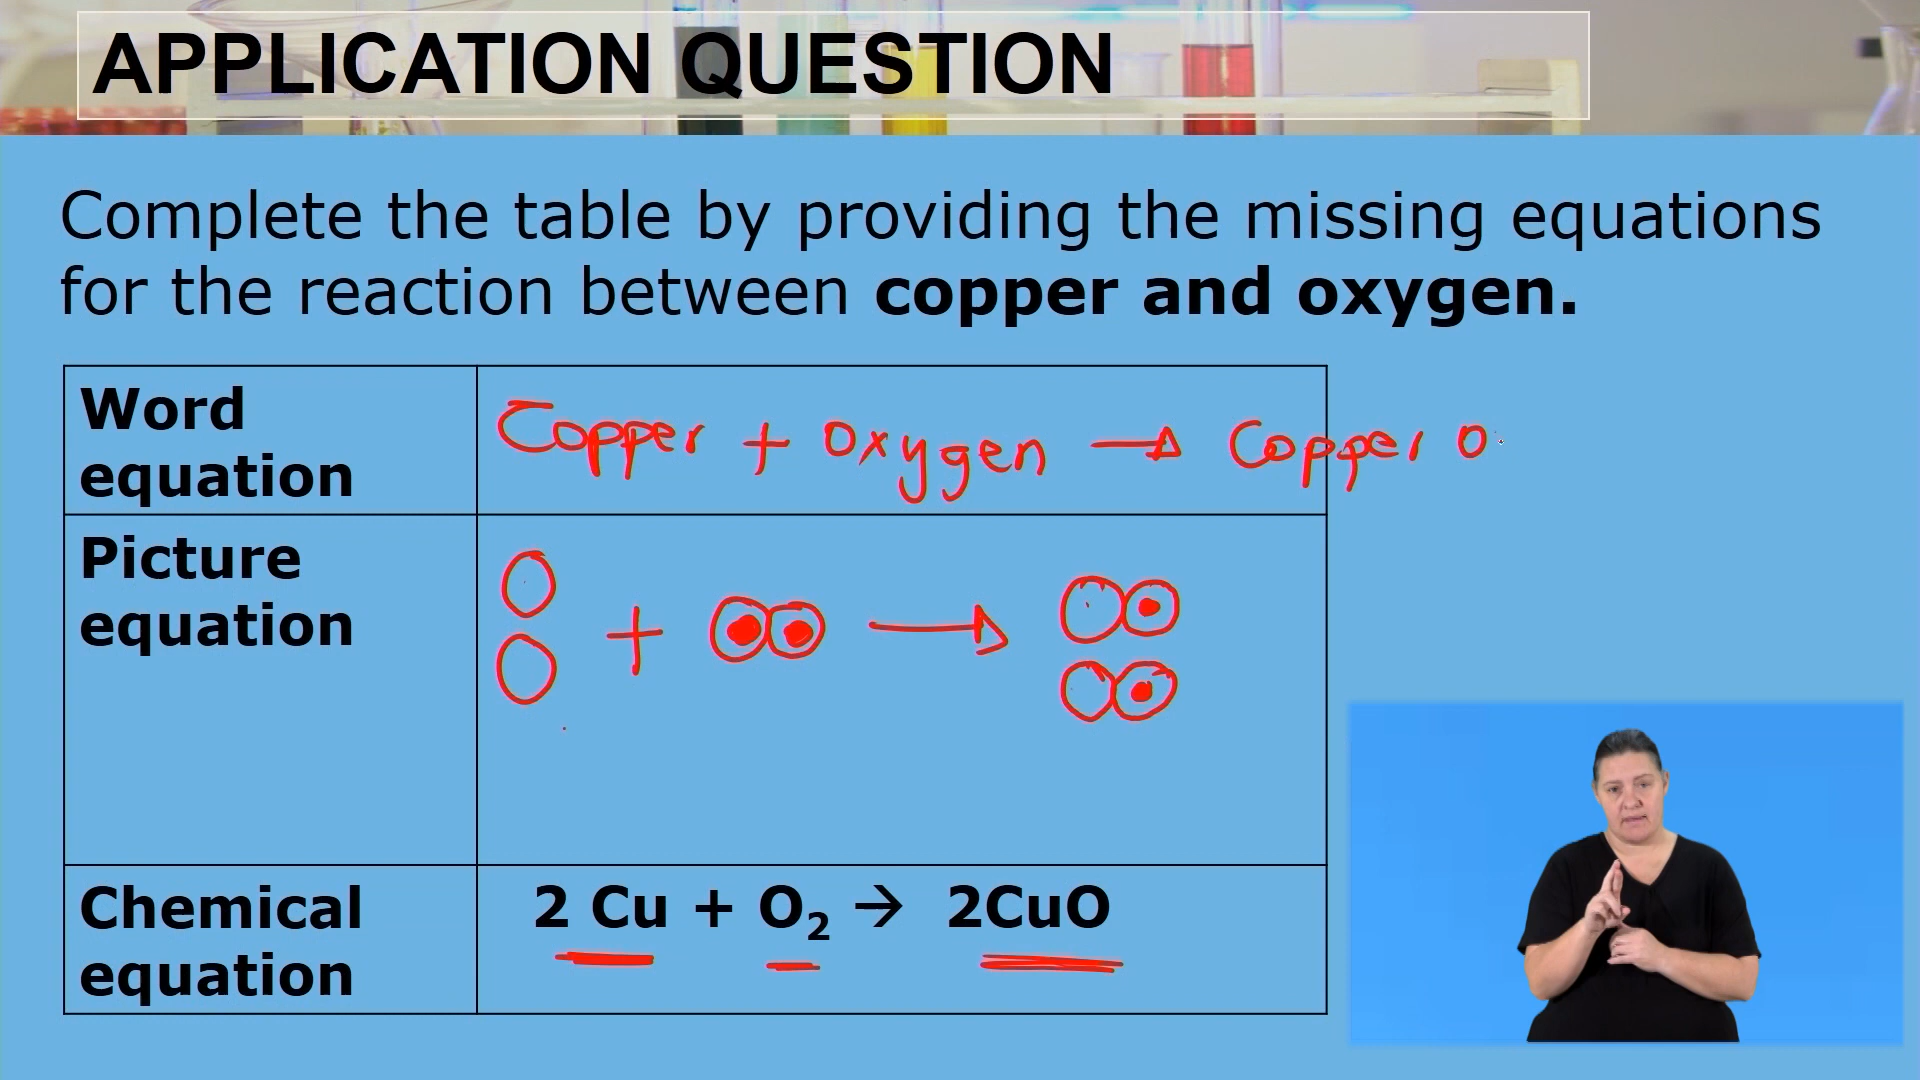 APPLICATION QUESTION
Complete the table by providing the missing equations
for the reaction between copper and oxygen.
Word
equation
Copper + Oxygen → Copper O
Picture
equation
+ →
Chemical
equation
2 Cu + O₂ → 2CuO